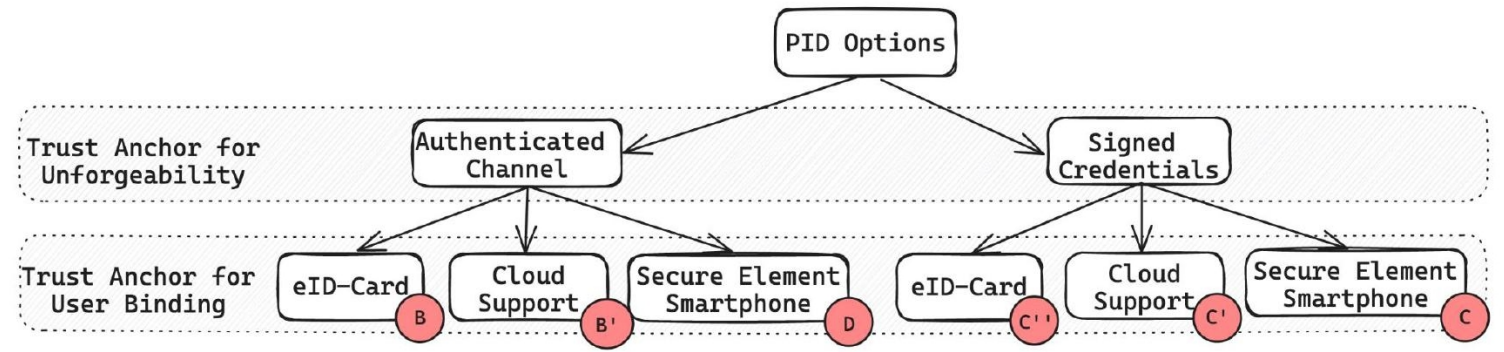 PID Options
Trust Anchor for
Unforgeability
Authenticated
Channel
Signed
Credentials
Trust Anchor for
User Binding
eID-Card
B
Cloud
Support
B'
Secure Element
Smartphone
D
eID-Card
C''
Cloud
Support
C'
Secure Element
Smartphone
C